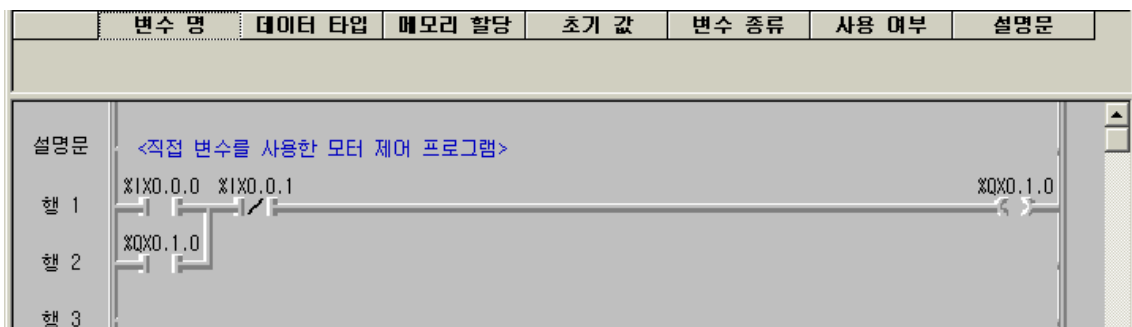 변수 명 데이터 타입 메모리 할당 초기 값 변수 종류 사용 여부 설명문
설명문 <직접 변수를 사용한 모터 제어 프로그램>
%IX0.0.0 %IX0.0.1 %QX0.1.0
행 1
%QX0.1.0
행 2
행 3